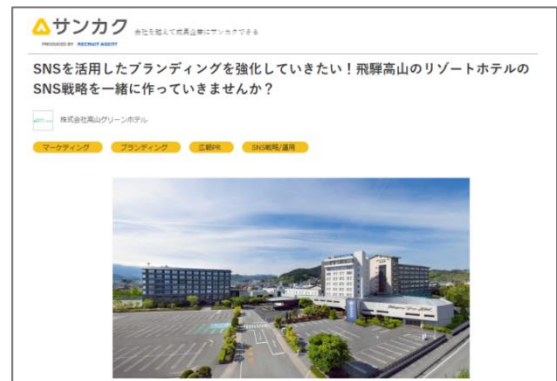 サンカク 会社を越えて成長企業にサンカクできる
PRODUCED BY RECRUIT AGENT
SNSを活用したブランディングを強化していきたい！飛騨高山のリゾートホテルの
SNS戦略を一緒に作っていきませんか？
株式会社高山グリーンホテル
マーケティング ブランディング 広報PR SNS戦略/運用